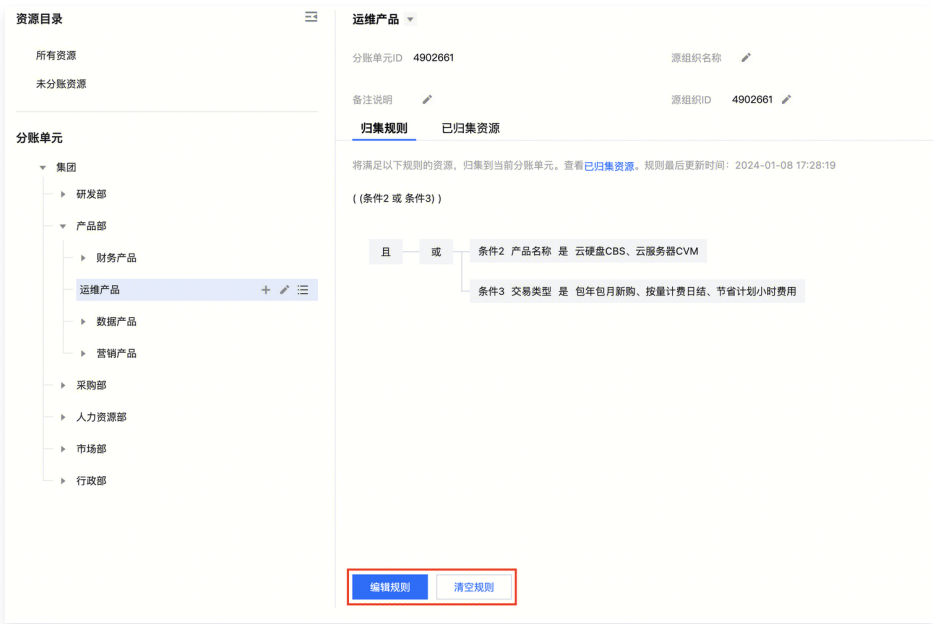 资源目录
所有资源
未分账资源
分账单元
集团
研发部
产品部
财务产品
运维产品
数据产品
营销产品
采购部
人力资源部
市场部
行政部
运维产品
分账单元ID 4902661 源组织名称
备注说明 源组织ID 4902661
归集规则 已归集资源
将满足以下规则的资源，归集到当前分账单元。查看已归集资源。规则最后更新时间：2024-01-08 17:28:19
( (条件2 或 条件3) )
且 或 条件2 产品名称 是 云硬盘CBS、云服务器CVM
条件3 交易类型 是 包年包月新购、按量计费日结、节省计划小时费用
编辑规则 清空规则